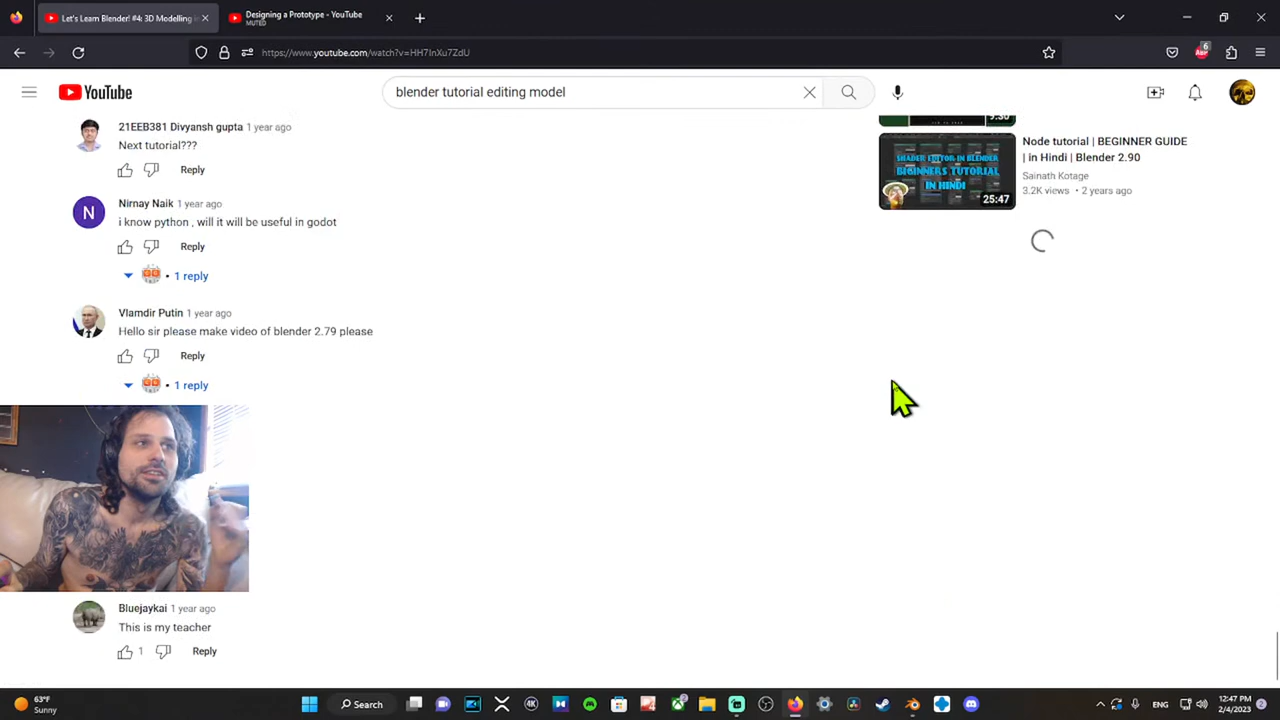 Let's Learn Blender! #4: 3D Modelling in
Designing a Prototype - YouTube
MUTED
https://www.youtube.com/watch?v=HH7InXu7ZdU
6
YouTube
blender tutorial editing model
21EEB381 Divyansh gupta 1 year ago
Next tutorial???
Reply
N
Nirnay Naik 1 year ago
i know python , will it will be useful in godot
Reply
• 1 reply
Vlamdir Putin 1 year ago
Hello sir please make video of blender 2.79 please
Reply
• 1 reply
Bluejaykai 1 year ago
This is my teacher
1
Reply
9:30
SHADER EDITOR IN BLENDER
BEGINNERS TUTORIAL
IN HINDI
25:47
Node tutorial | BEGINNER GUIDE
| in Hindi | Blender 2.90
Sainath Kotage
3.2K views • 2 years ago
63°F
Sunny
Search
4K
ENG
12:47 PM
2/4/2023